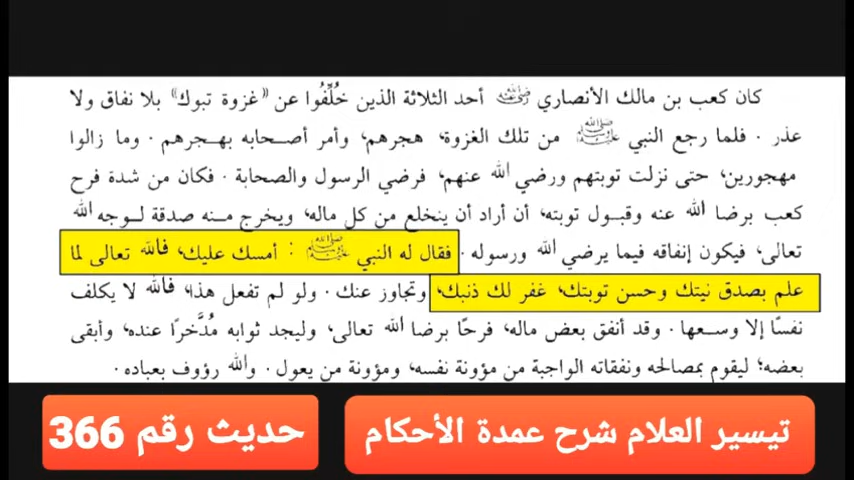 كان كعب بن مالك الأنصاري رضي الله عنه أحد الثلاثة الذين خُلِّفُوا عن «غزوة تبوك» بلا نفاق ولا
عذر . فلما رجع النبي صلى الله عليه وسلم من تلك الغزوة، هجرهم، وأمر أصحابه بهجرهم . وما زالوا
مهجورين، حتى نزلت توبتهم ورضي الله عنهم، فرضي الرسول والصحابة . فكان من شدة فرح
كعب برضا الله عنه وقبول توبته، أن أراد أن ينخلع من كل ماله، ويخرج منه صدقة لوجه الله
تعالى، فيكون إنفاقه فيما يرضي الله ورسوله . فقال له النبي صلى الله عليه وسلم : أمسك عليك، فالله تعالى لما
علم بصدق نيتك وحسن توبتك، غفر لك ذنبك، وتجاوز عنك . ولو لم تفعل هذا، فالله لا يكلف
نفسًا إلا وسعها . وقد أنفق بعض ماله، فرحًا برضا الله تعالى، وليجد ثوابه مُدَّخرًا عنده، وأبقى
بعضه؛ ليقوم بمصالحه ونفقاته الواجبة من مؤونة نفسه، ومؤونة من يعول . والله رؤوف بعباده .
تيسير العلام شرح عمدة الأحكام
حديث رقم 366